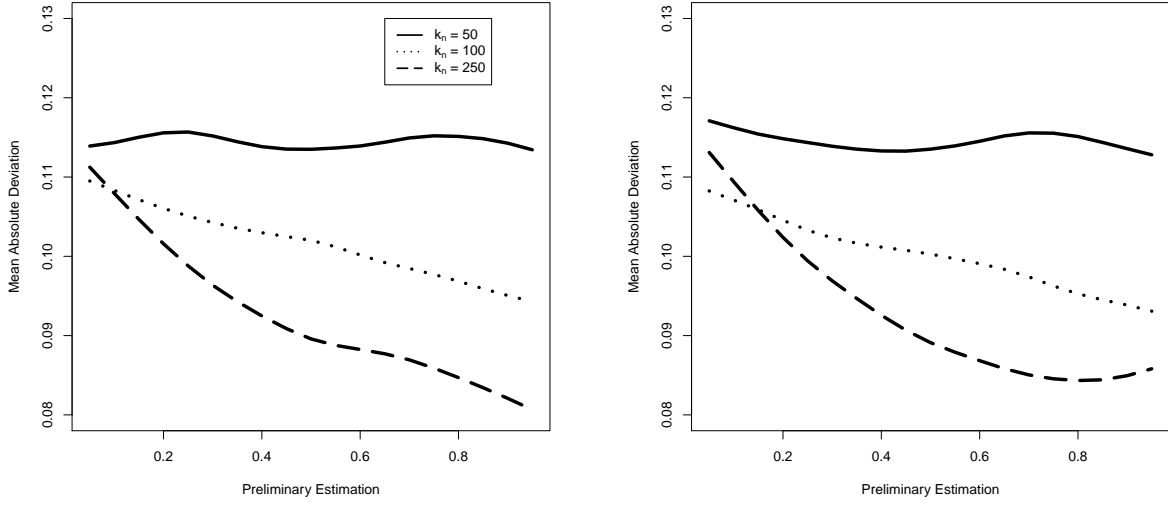 0.13
0.12
0.11
0.10
0.09
0.08
Mean Absolute Deviation
kn = 50
kn = 100
kn = 250
0.2 0.4 0.6 0.8
Preliminary Estimation
0.13
0.12
0.11
0.10
0.09
0.08
Mean Absolute Deviation
0.2 0.4 0.6 0.8
Preliminary Estimation